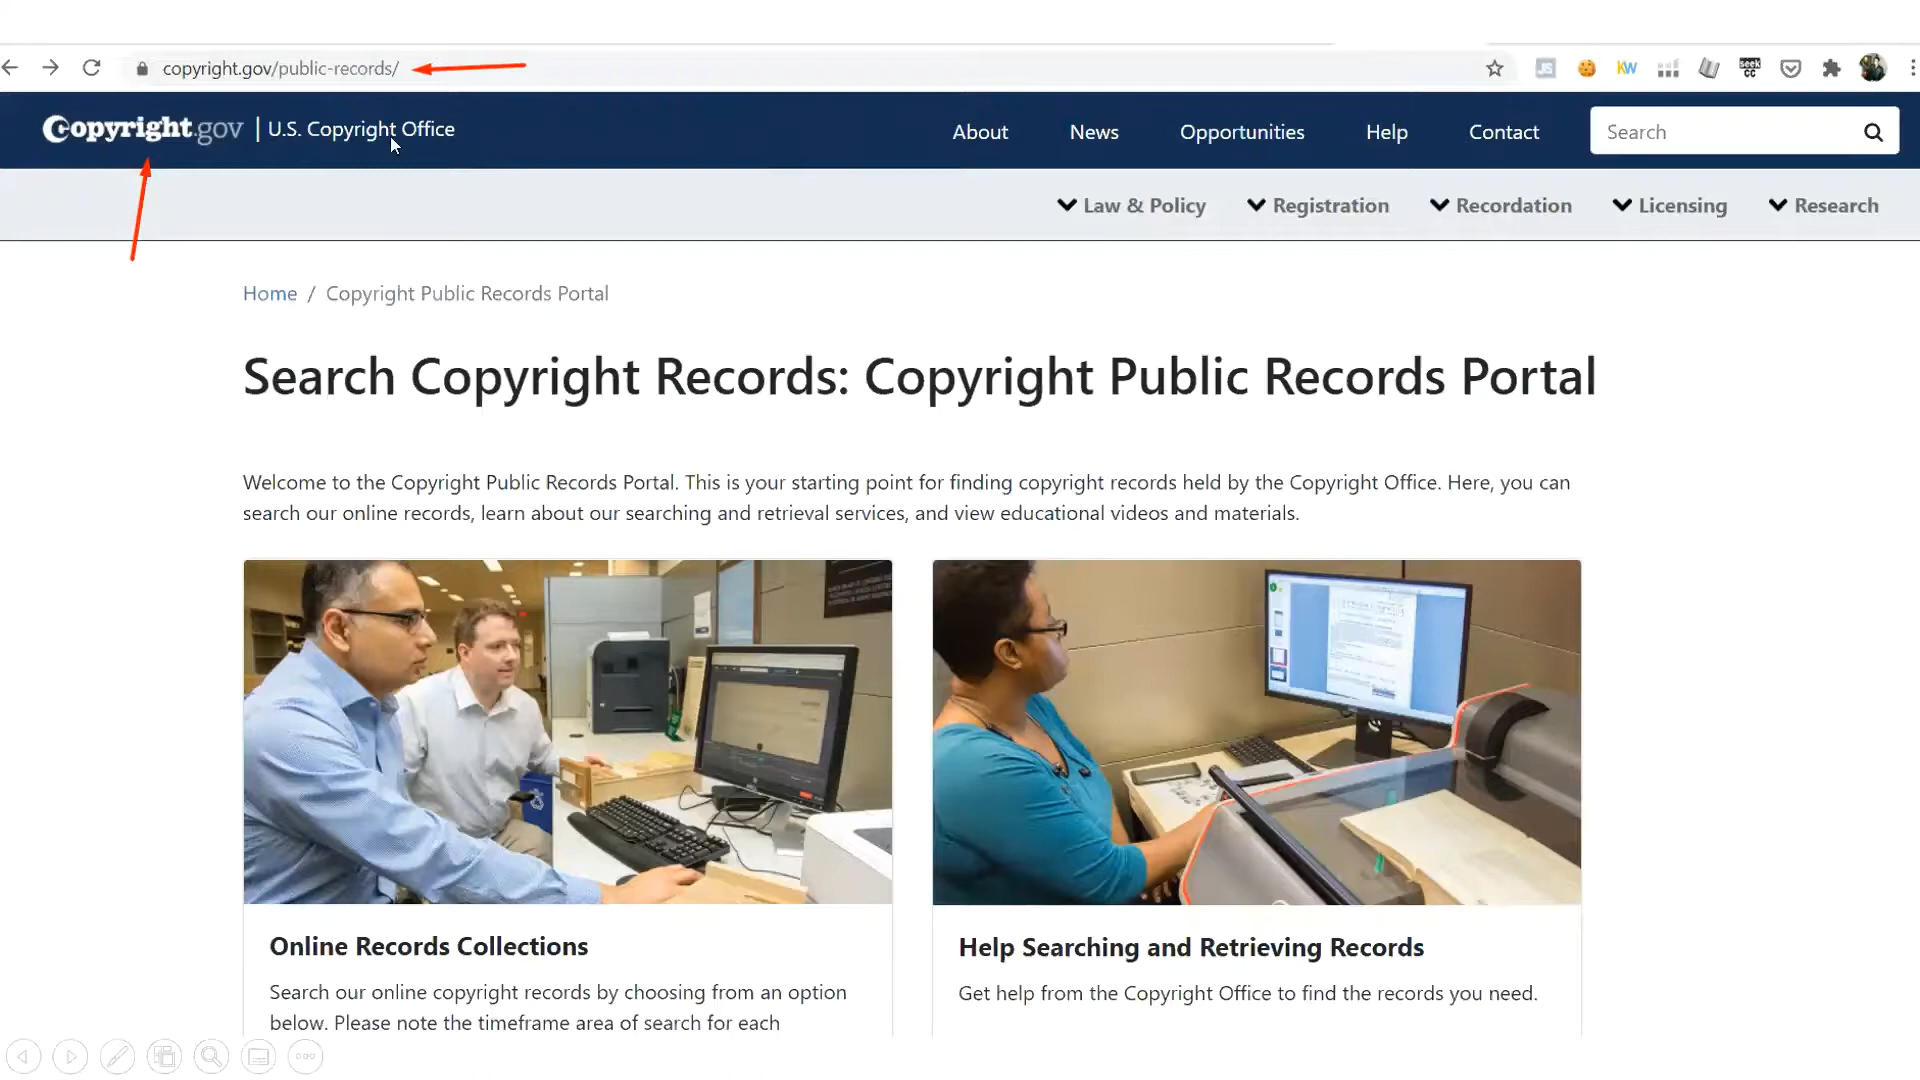 copyright.gov/public-records/
JS
KW
seek
CC
Copyright.gov | U.S. Copyright Office
About
News
Opportunities
Help
Contact
Search
Law & Policy
Registration
Recordation
Licensing
Research
Home / Copyright Public Records Portal
Search Copyright Records: Copyright Public Records Portal
Welcome to the Copyright Public Records Portal. This is your starting point for finding copyright records held by the Copyright Office. Here, you can
search our online records, learn about our searching and retrieval services, and view educational videos and materials.
Online Records Collections
Search our online copyright records by choosing from an option
below. Please note the timeframe area of search for each
Help Searching and Retrieving Records
Get help from the Copyright Office to find the records you need.